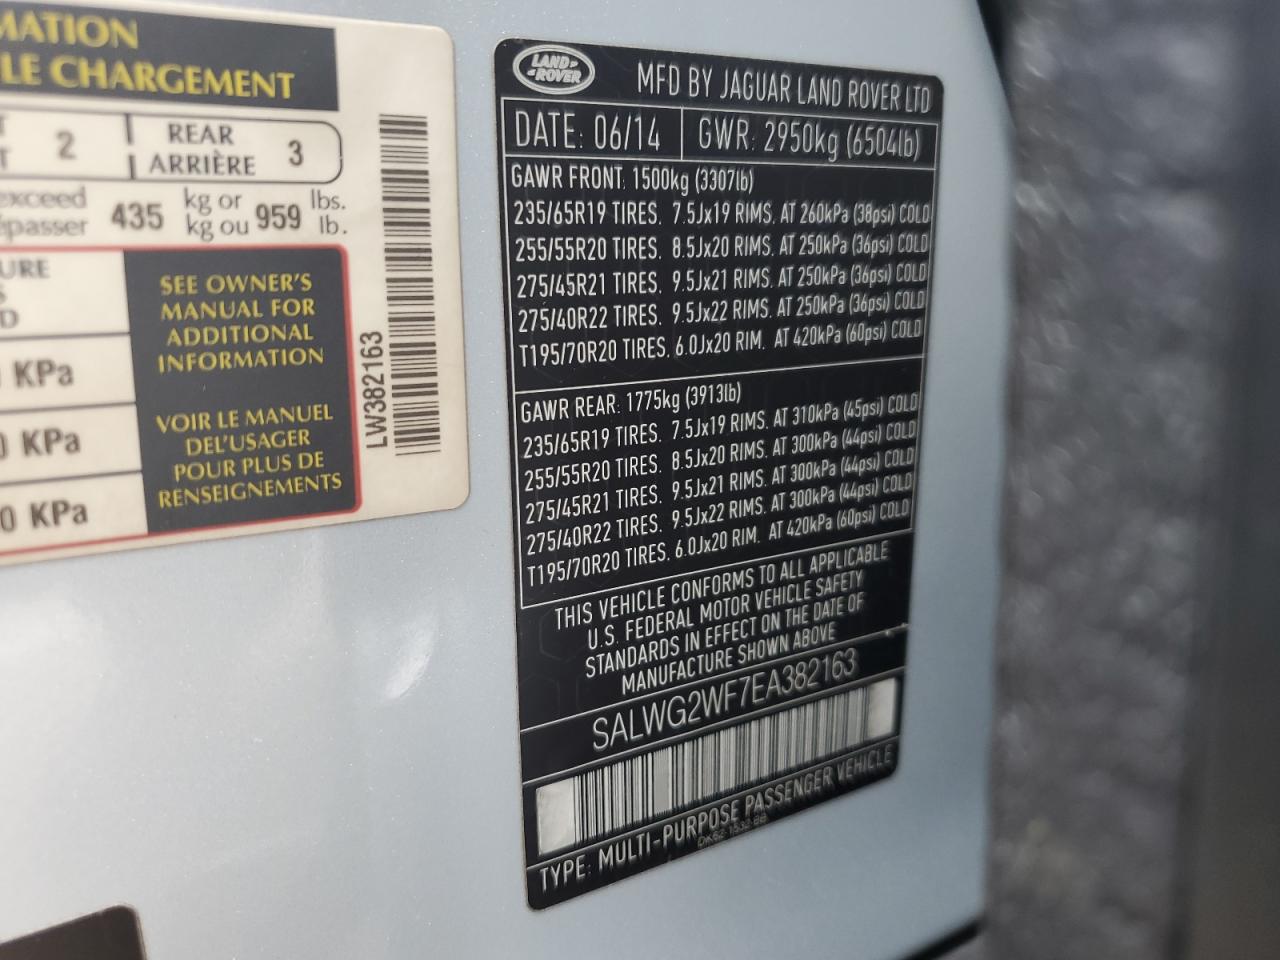 MATION
LE CHARGEMENT
2
REAR
ARRIÈRE
3
exceed
435
kg or
kg ou
959
lbs.
lb.
KPa
0 KPa
0 KPa
SEE OWNER'S
MANUAL FOR
ADDITIONAL
INFORMATION
VOIR LE MANUEL
DEL'USAGER
POUR PLUS DE
RENSEIGNEMENTS
LW382163
LAND
ROVER
MFD BY JAGUAR LAND ROVER LTD
DATE: 06/14
GWR: 2950kg (6504lb)
GAWR FRONT: 1500kg (3307lb)
235/65R19 TIRES. 7.5Jx19 RIMS. AT 260kPa (38psi) COLD
255/55R20 TIRES. 8.5Jx20 RIMS. AT 250kPa (36psi) COLD
275/45R21 TIRES. 9.5Jx21 RIMS. AT 250kPa (36psi) COLD
275/40R22 TIRES. 9.5Jx22 RIMS. AT 250kPa (36psi) COLD
T195/70R20 TIRES. 6.0Jx20 RIM. AT 420kPa (60psi) COLD
GAWR REAR: 1775kg (3913lb)
235/65R19 TIRES. 7.5Jx19 RIMS. AT 310kPa (45psi) COLD
255/55R20 TIRES. 8.5Jx20 RIMS. AT 300kPa (44psi) COLD
275/45R21 TIRES. 9.5Jx21 RIMS. AT 300kPa (44psi) COLD
275/40R22 TIRES. 9.5Jx22 RIMS. AT 300kPa (44psi) COLD
T195/70R20 TIRES. 6.0Jx20 RIM. AT 420kPa (60psi) COLD
THIS VEHICLE CONFORMS TO ALL APPLICABLE
U.S. FEDERAL MOTOR VEHICLE SAFETY
STANDARDS IN EFFECT ON THE DATE OF
MANUFACTURE SHOWN ABOVE
SALWG2WF7EA382163
TYPE: MULTI-PURPOSE PASSENGER VEHICLE